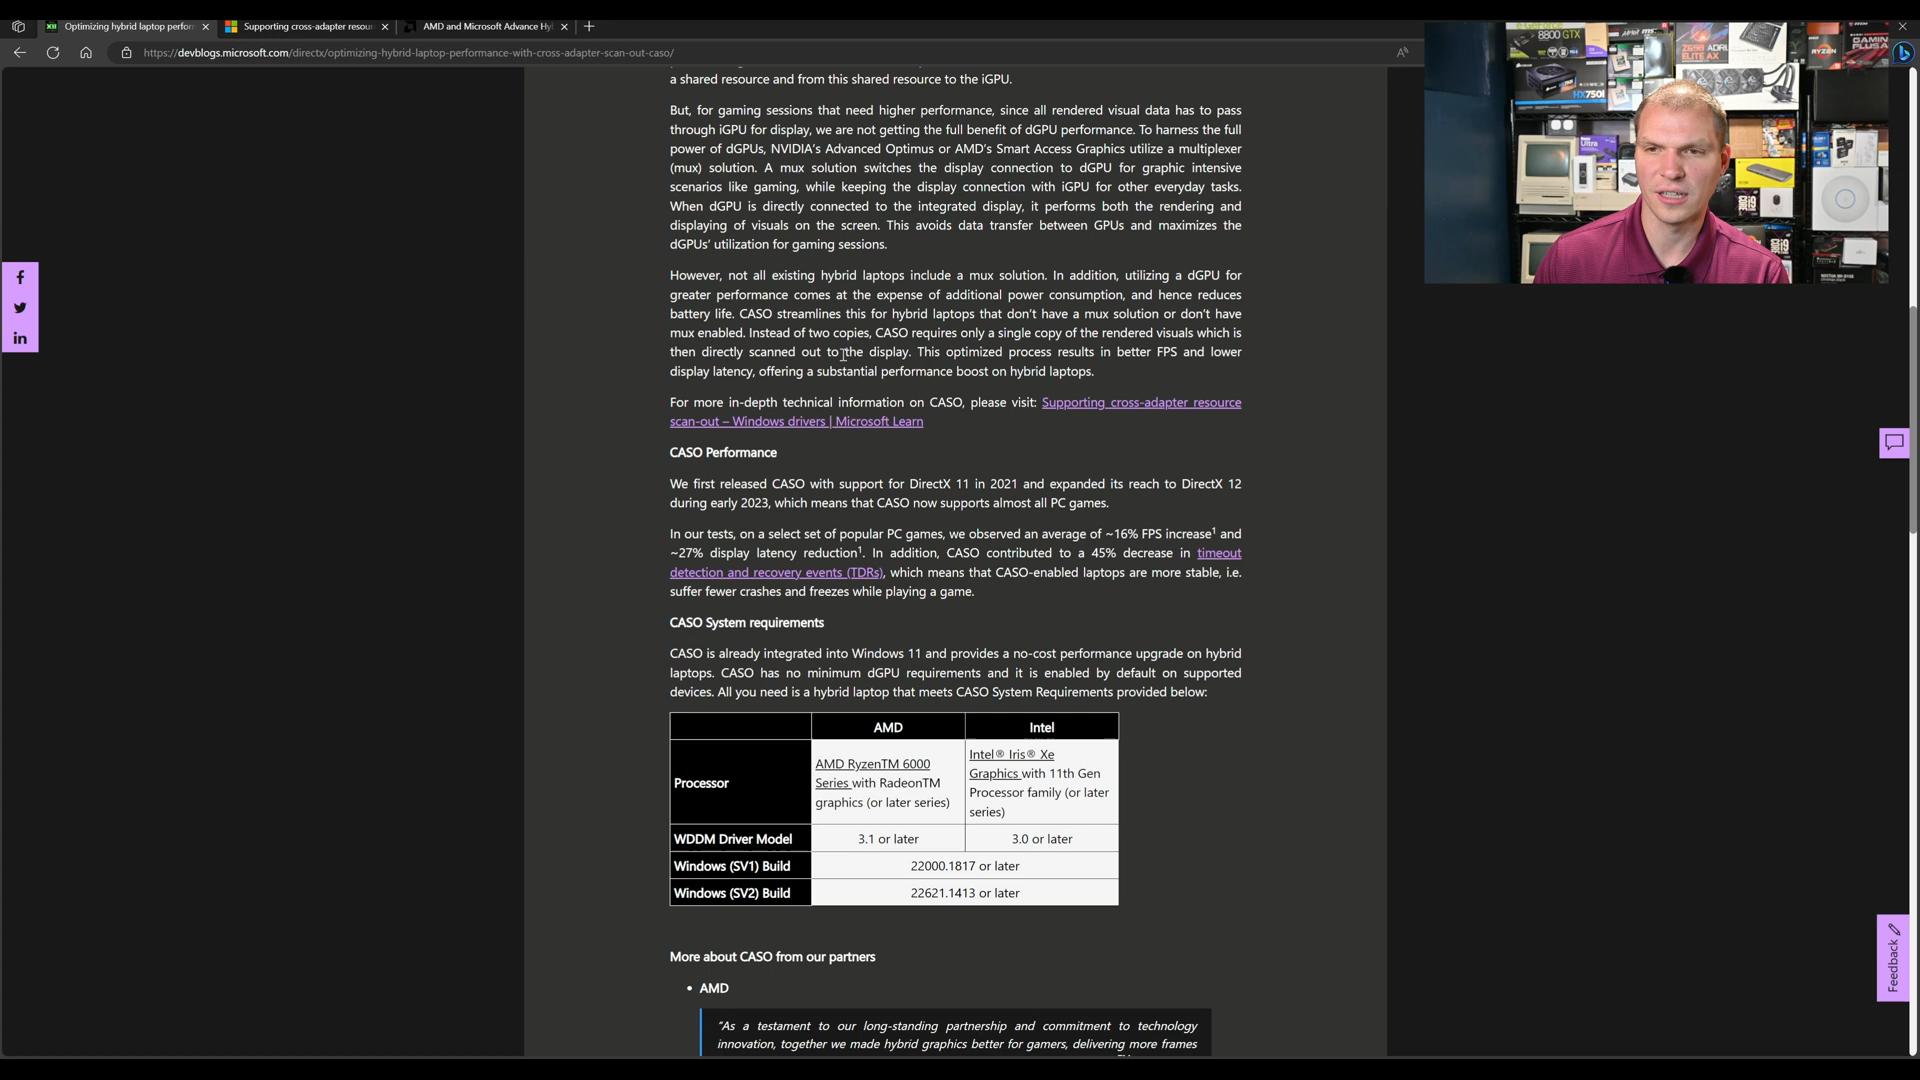 Optimizing hybrid laptop perforn
Supporting cross-adapter resour
AMD and Microsoft Advance Hy
https://devblogs.microsoft.com/directx/optimizing-hybrid-laptop-performance-with-cross-adapter-scan-out-caso/
a shared resource and from this shared resource to the iGPU.
But, for gaming sessions that need higher performance, since all rendered visual data has to pass
through iGPU for display, we are not getting the full benefit of dGPU performance. To harness the full
power of dGPUs, NVIDIA's Advanced Optimus or AMD's Smart Access Graphics utilize a multiplexer
(mux) solution. A mux solution switches the display connection to dGPU for graphic intensive
scenarios like gaming, while keeping the display connection with iGPU for other everyday tasks.
When dGPU is directly connected to the integrated display, it performs both the rendering and
displaying of visuals on the screen. This avoids data transfer between GPUs and maximizes the
dGPUs' utilization for gaming sessions.
However, not all existing hybrid laptops include a mux solution. In addition, utilizing a dGPU for
greater performance comes at the expense of additional power consumption, and hence reduces
battery life. CASO streamlines this for hybrid laptops that don't have a mux solution or don't have
mux enabled. Instead of two copies, CASO requires only a single copy of the rendered visuals which is
then directly scanned out to the display. This optimized process results in better FPS and lower
display latency, offering a substantial performance boost on hybrid laptops.
For more in-depth technical information on CASO, please visit: Supporting cross-adapter resource
scan-out – Windows drivers | Microsoft Learn
CASO Performance
We first released CASO with support for DirectX 11 in 2021 and expanded its reach to DirectX 12
during early 2023, which means that CASO now supports almost all PC games.
In our tests, on a select set of popular PC games, we observed an average of ~16% FPS increase1 and
~27% display latency reduction1. In addition, CASO contributed to a 45% decrease in timeout
detection and recovery events (TDRs), which means that CASO-enabled laptops are more stable, i.e.
suffer fewer crashes and freezes while playing a game.
CASO System requirements
CASO is already integrated into Windows 11 and provides a no-cost performance upgrade on hybrid
laptops. CASO has no minimum dGPU requirements and it is enabled by default on supported
devices. All you need is a hybrid laptop that meets CASO System Requirements provided below:
AMD Intel
Processor
AMD RyzenTM 6000
Series with RadeonTM
graphics (or later series)
Intel® Iris® Xe
Graphics with 11th Gen
Processor family (or later
series)
WDDM Driver Model 3.1 or later 3.0 or later
Windows (SV1) Build 22000.1817 or later
Windows (SV2) Build 22621.1413 or later
More about CASO from our partners
• AMD
"As a testament to our long-standing partnership and commitment to technology
innovation, together we made hybrid graphics better for gamers, delivering more frames
Feedback
8800 GTX
HX750i
Ultra
ELITE AX
RYZEN
GAMING
i9